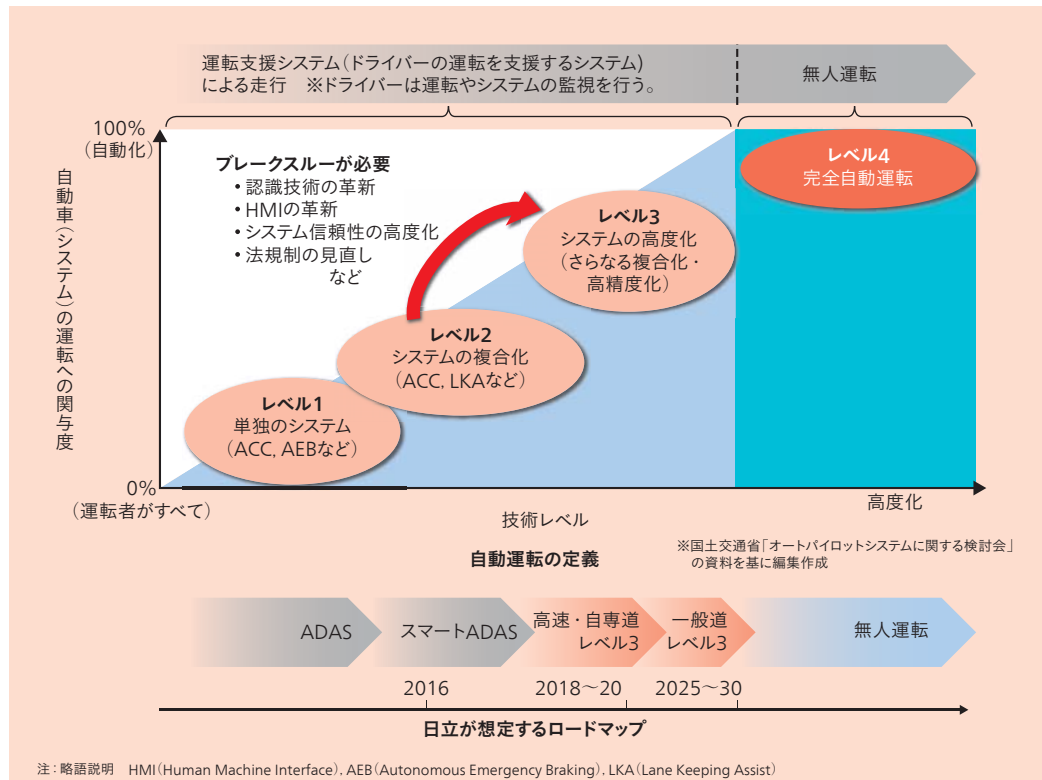 運転支援システム（ドライバーの運転を支援するシステム）
による走行　※ドライバーは運転やシステムの監視を行う。
無人運転
100%
（自動化）
自動車（システム）の運転への関与度
ブレークスルーが必要
・認識技術の革新
・HMIの革新
・システム信頼性の高度化
・法規制の見直し
など
レベル4
完全自動運転
レベル3
システムの高度化
（さらなる複合化・
高精度化）
レベル2
システムの複合化
（ACC, LKAなど）
レベル1
単独のシステム
（ACC, AEBなど）
0%
（運転者がすべて）
技術レベル
高度化
自動運転の定義
※国土交通省「オートパイロットシステムに関する検討会」
の資料を基に編集作成
ADAS
スマートADAS
高速・自専道
レベル3
一般道
レベル3
無人運転
2016
2018～20
2025～30
日立が想定するロードマップ
注：略語説明　HMI（Human Machine Interface）, AEB（Autonomous Emergency Braking）, LKA（Lane Keeping Assist）